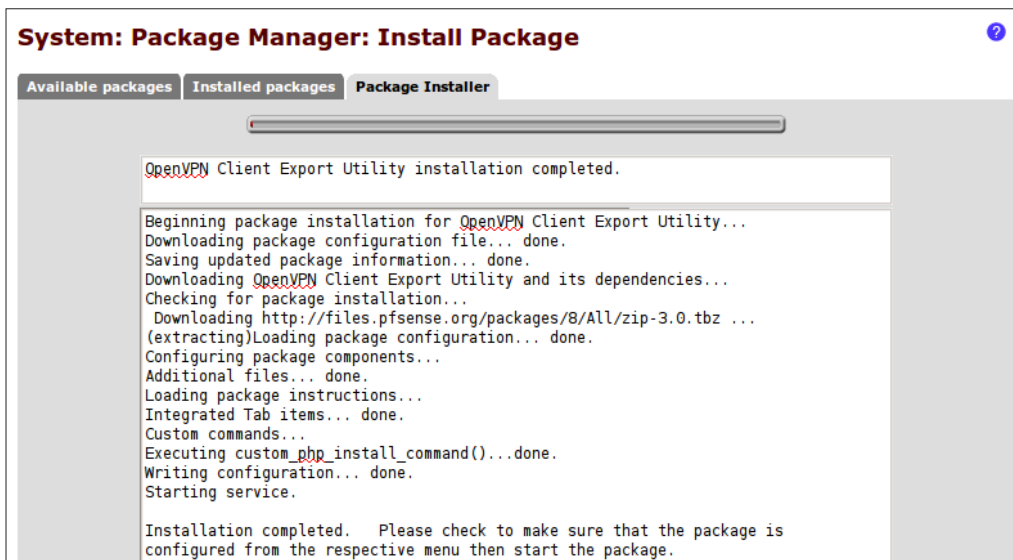 System: Package Manager: Install Package
?
Available packages Installed packages Package Installer
OpenVPN Client Export Utility installation completed.
Beginning package installation for OpenVPN Client Export Utility...
Downloading package configuration file... done.
Saving updated package information... done.
Downloading OpenVPN Client Export Utility and its dependencies...
Checking for package installation...
Downloading http://files.pfsense.org/packages/8/All/zip-3.0.tbz ...
(extracting)Loading package configuration... done.
Configuring package components...
Additional files... done.
Loading package instructions...
Integrated Tab items... done.
Custom commands...
Executing custom_php_install_command()...done.
Writing configuration... done.
Starting service.
Installation completed. Please check to make sure that the package is
configured from the respective menu then start the package.